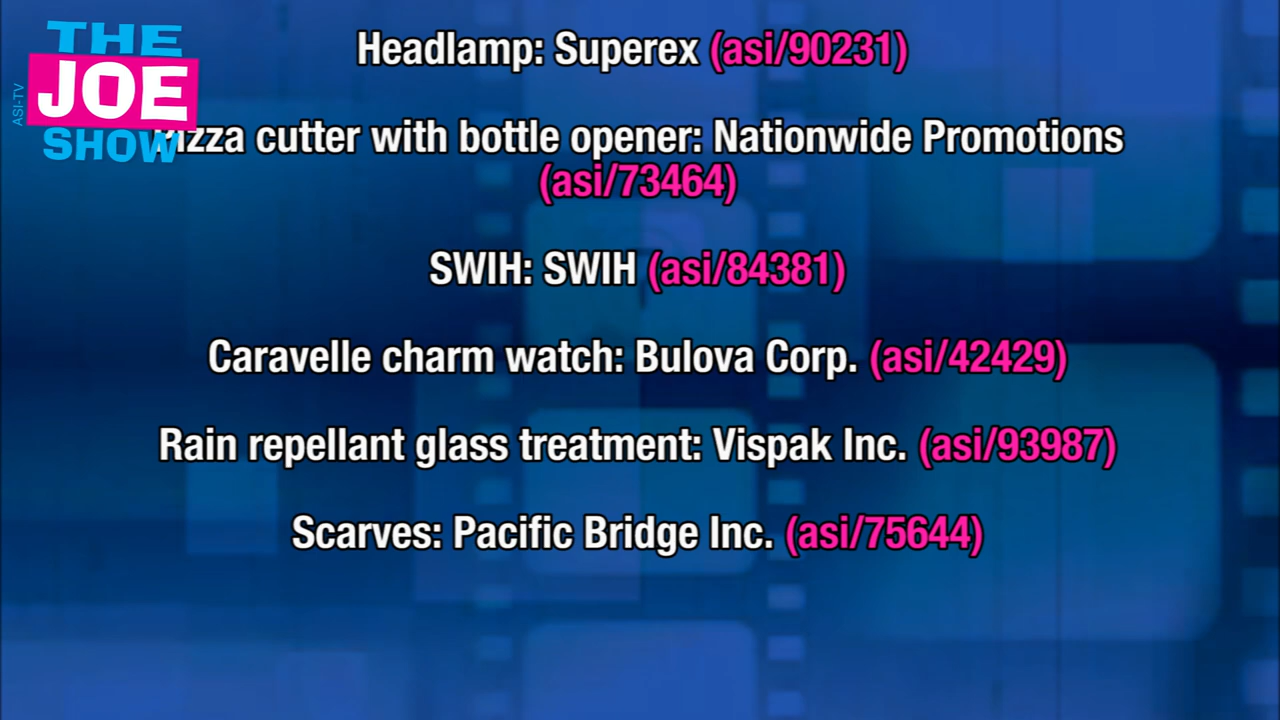 THE
JOE
SHOW
ASI-TV
Headlamp: Superex (asi/90231)
Pizza cutter with bottle opener: Nationwide Promotions
(asi/73464)
SWIH: SWIH (asi/84381)
Caravelle charm watch: Bulova Corp. (asi/42429)
Rain repellant glass treatment: Vispak Inc. (asi/93987)
Scarves: Pacific Bridge Inc. (asi/75644)